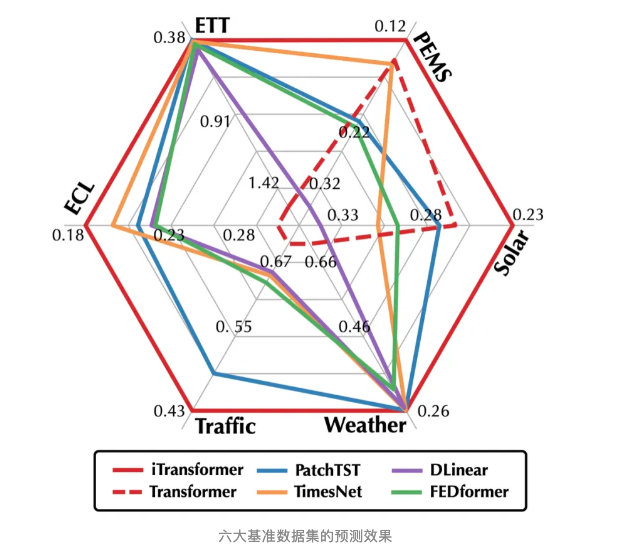 ETT
0.38
0.12
PEMS
0.91
0.22
1.42
0.32
ECL
0.18
0.23
0.28
0.33
0.28
0.23
Solar
0.67
0.66
0.55
0.46
0.43
Traffic
Weather
0.26
iTransformer
PatchTST
DLinear
Transformer
TimesNet
FEDformer
六大基准数据集的预测效果